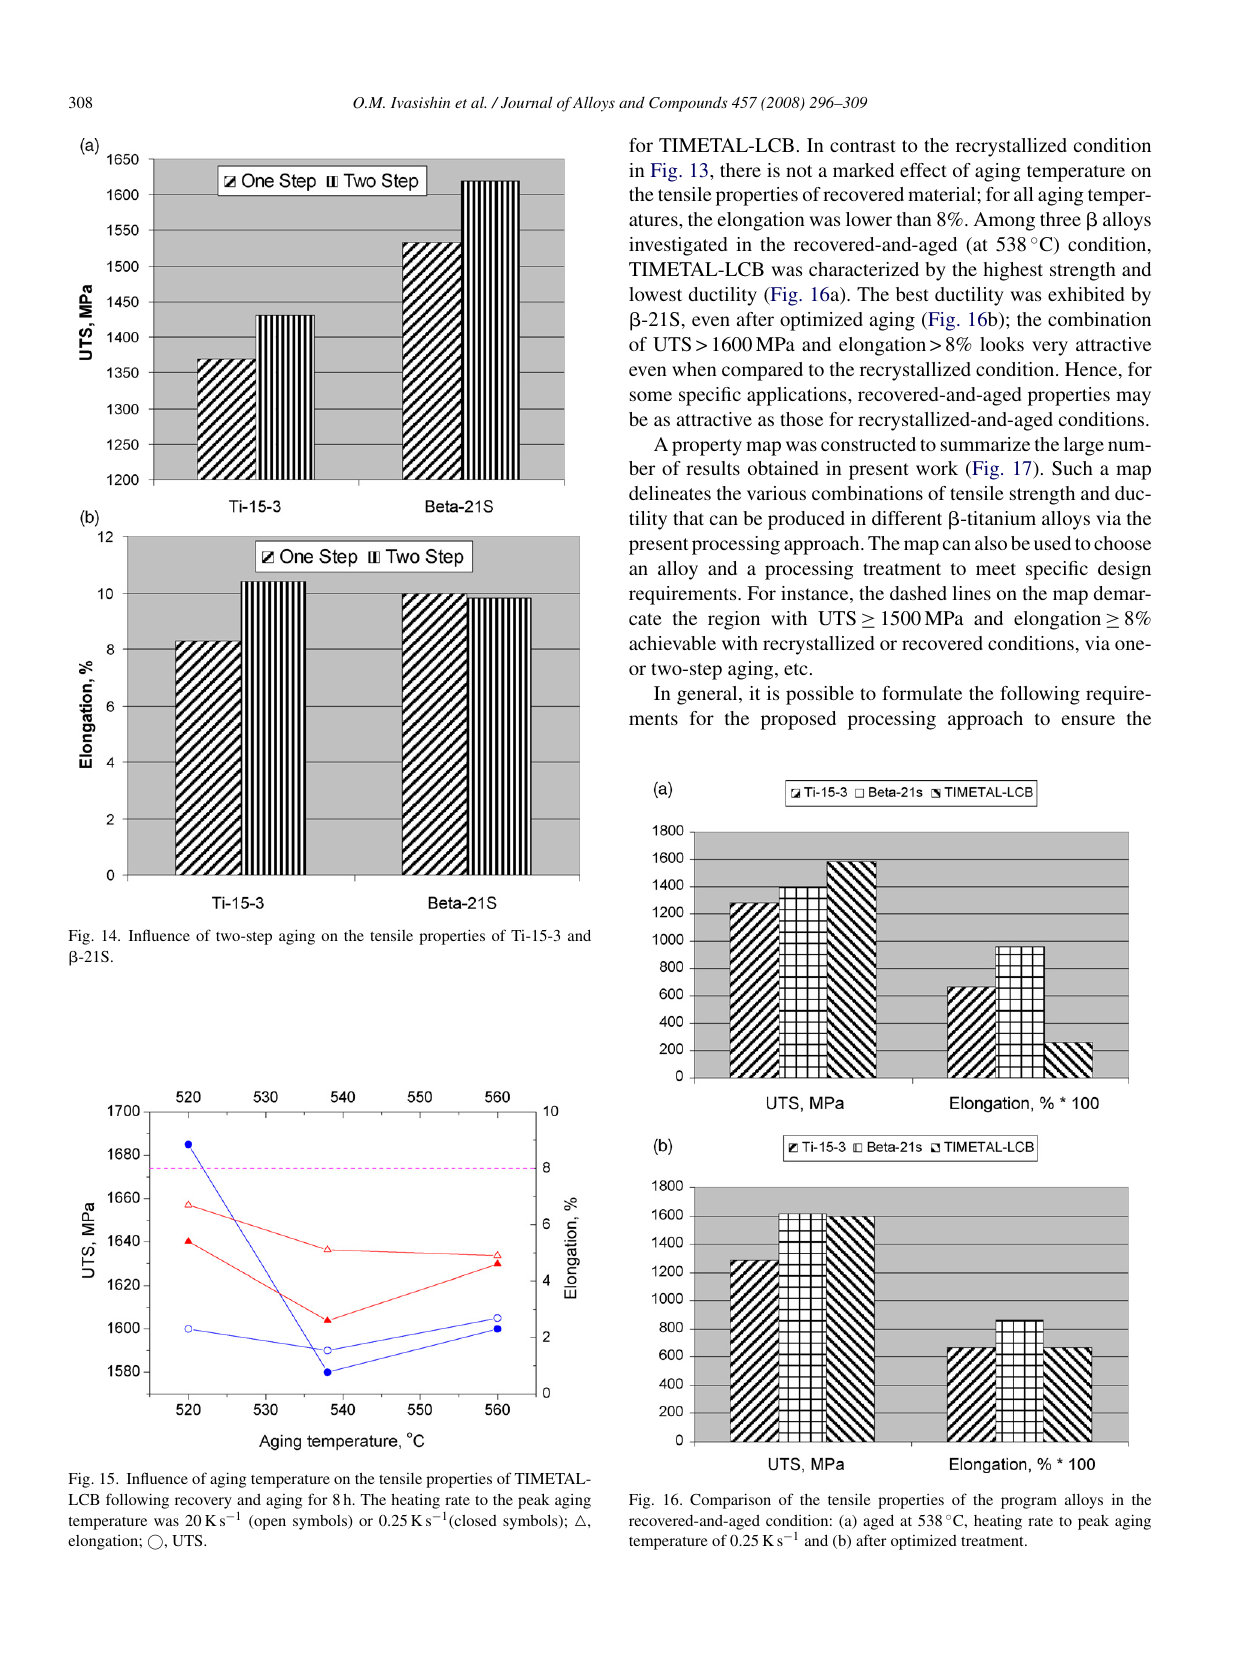 308
O.M. Ivasishin et al. / Journal of Alloys and Compounds 457 (2008) 296–309
(a)
1650
1600
1550
1500
1450
1400
1350
1300
1250
1200
UTS, MPa
One Step Two Step
Ti-15-3 Beta-21S
(b)
12
10
8
6
4
2
0
Elongation, %
One Step Two Step
Ti-15-3 Beta-21S
Fig. 14. Influence of two-step aging on the tensile properties of Ti-15-3 and
β-21S.
520 530 540 550 560
1700
1680
1660
1640
1620
1600
1580
UTS, MPa
10
8
6
4
2
0
Elongation, %
520 530 540 550 560
Aging temperature, °C
Fig. 15. Influence of aging temperature on the tensile properties of TIMETAL-
LCB following recovery and aging for 8 h. The heating rate to the peak aging
temperature was 20 K s−1 (open symbols) or 0.25 K s−1(closed symbols); △,
elongation; ◯, UTS.
for TIMETAL-LCB. In contrast to the recrystallized condition
in Fig. 13, there is not a marked effect of aging temperature on
the tensile properties of recovered material; for all aging temper-
atures, the elongation was lower than 8%. Among three β alloys
investigated in the recovered-and-aged (at 538 °C) condition,
TIMETAL-LCB was characterized by the highest strength and
lowest ductility (Fig. 16a). The best ductility was exhibited by
β-21S, even after optimized aging (Fig. 16b); the combination
of UTS > 1600 MPa and elongation > 8% looks very attractive
even when compared to the recrystallized condition. Hence, for
some specific applications, recovered-and-aged properties may
be as attractive as those for recrystallized-and-aged conditions.
A property map was constructed to summarize the large num-
ber of results obtained in present work (Fig. 17). Such a map
delineates the various combinations of tensile strength and duc-
tility that can be produced in different β-titanium alloys via the
present processing approach. The map can also be used to choose
an alloy and a processing treatment to meet specific design
requirements. For instance, the dashed lines on the map demar-
cate the region with UTS ≥ 1500 MPa and elongation ≥ 8%
achievable with recrystallized or recovered conditions, via one-
or two-step aging, etc.
In general, it is possible to formulate the following require-
ments for the proposed processing approach to ensure the
(a)
Ti-15-3 Beta-21s TIMETAL-LCB
1800
1600
1400
1200
1000
800
600
400
200
0
UTS, MPa Elongation, % * 100
(b)
Ti-15-3 Beta-21s TIMETAL-LCB
1800
1600
1400
1200
1000
800
600
400
200
0
UTS, MPa Elongation, % * 100
Fig. 16. Comparison of the tensile properties of the program alloys in the
recovered-and-aged condition: (a) aged at 538 °C, heating rate to peak aging
temperature of 0.25 K s−1 and (b) after optimized treatment.